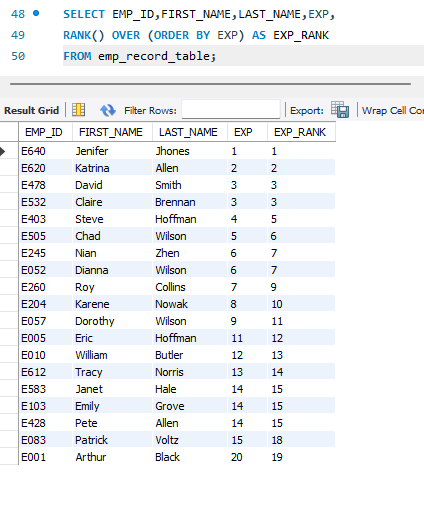 48 SELECT EMP_ID,FIRST_NAME,LAST_NAME,EXP,
49 RANK() OVER (ORDER BY EXP) AS EXP_RANK
50 FROM emp_record_table;
Result Grid Filter Rows: Export: Wrap Cell Cor
EMP_ID FIRST_NAME LAST_NAME EXP EXP_RANK
E640 Jenifer Jhones 1 1
E620 Katrina Allen 2 2
E478 David Smith 3 3
E532 Claire Brennan 3 3
E403 Steve Hoffman 4 5
E505 Chad Wilson 5 6
E245 Nian Zhen 6 7
E052 Dianna Wilson 6 7
E260 Roy Collins 7 9
E204 Karene Nowak 8 10
E057 Dorothy Wilson 9 11
E005 Eric Hoffman 11 12
E010 William Butler 12 13
E612 Tracy Norris 13 14
E583 Janet Hale 14 15
E103 Emily Grove 14 15
E428 Pete Allen 14 15
E083 Patrick Voltz 15 18
E001 Arthur Black 20 19